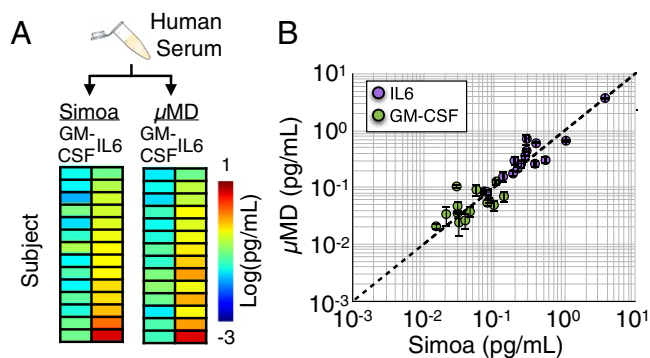 A
Human
Serum
Simoa
µMD
GM-
CSF
IL6
GM-
CSF
IL6
Subject
1
Log(pg/mL)
-3
B
IL6
GM-CSF
µMD (pg/mL)
10¹
10⁰
10⁻¹
10⁻²
10⁻³
10⁻³
10⁻²
10⁻¹
10⁰
10¹
Simoa (pg/mL)